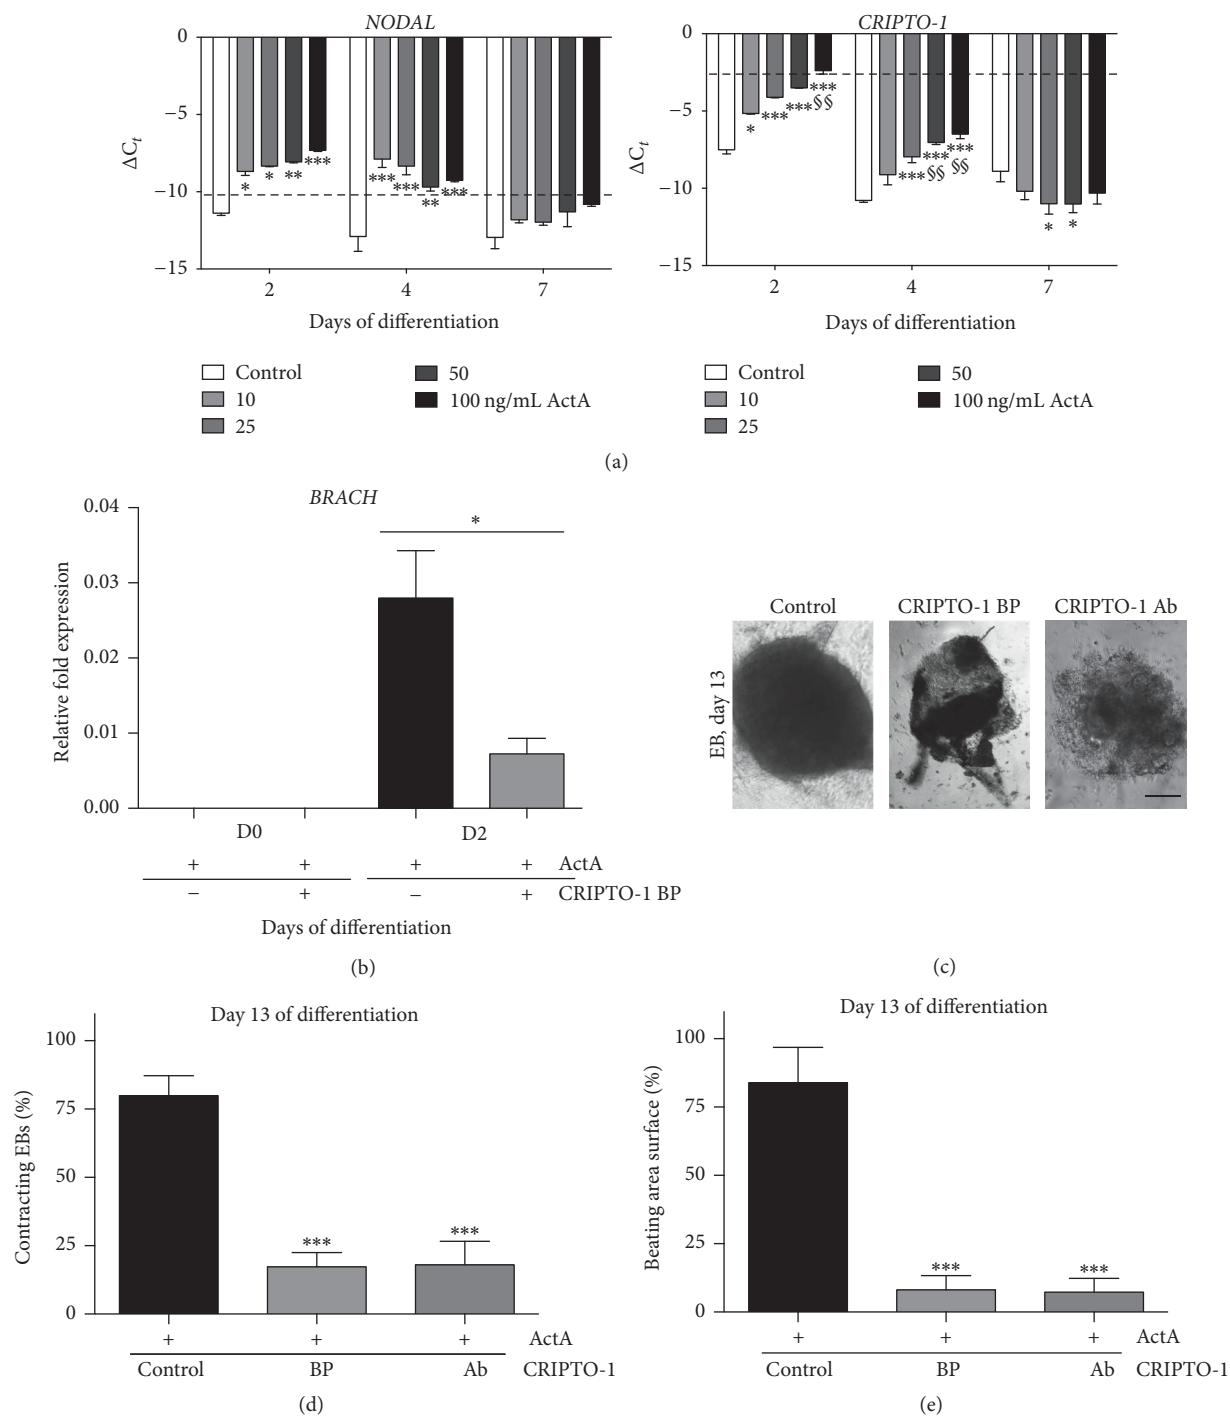 NODAL
0
−5
−10
−15
ΔCt
* * ** ***
*** *** ** ***
2 4 7
Days of differentiation
Control
10
25
50
100 ng/mL ActA
CRIPTO-1
0
−5
−10
−15
ΔCt
* *** *** ***
§§
*** *** ***
§§ §§
* *
2 4 7
Days of differentiation
Control
10
25
50
100 ng/mL ActA
(a)
BRACH
0.04
0.03
0.02
0.01
0.00
Relative fold expression
*
D0 D2
+ + + + ActA
− + − + CRIPTO-1 BP
Days of differentiation
(b)
Control CRIPTO-1 BP CRIPTO-1 Ab
EB, day 13
(c)
Day 13 of differentiation
100
75
50
25
0
Contracting EBs (%)
*** ***
+ + + ActA
Control BP Ab CRIPTO-1
(d)
Day 13 of differentiation
100
75
50
25
0
Beating area surface (%)
*** ***
+ + + ActA
Control BP Ab CRIPTO-1
(e)